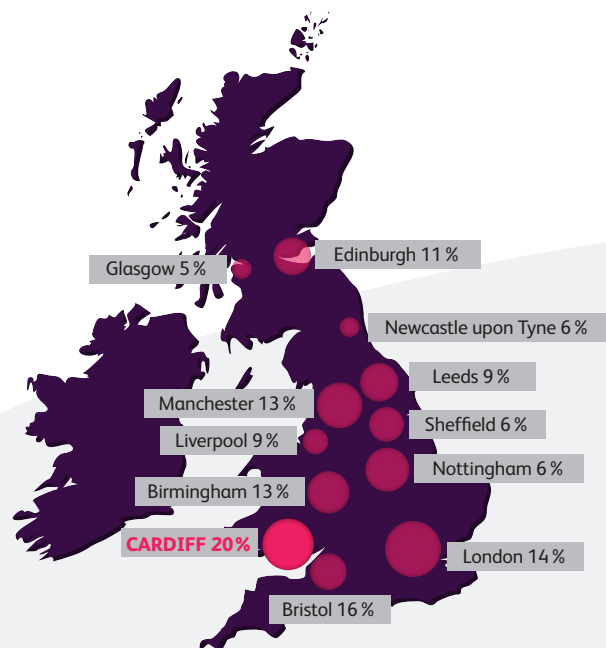 Edinburgh 11 %
Glasgow 5 %
Newcastle upon Tyne 6 %
Leeds 9 %
Manchester 13 %
Sheffield 6 %
Liverpool 9 %
Nottingham 6 %
Birmingham 13 %
CARDIFF 20 %
London 14 %
Bristol 16 %